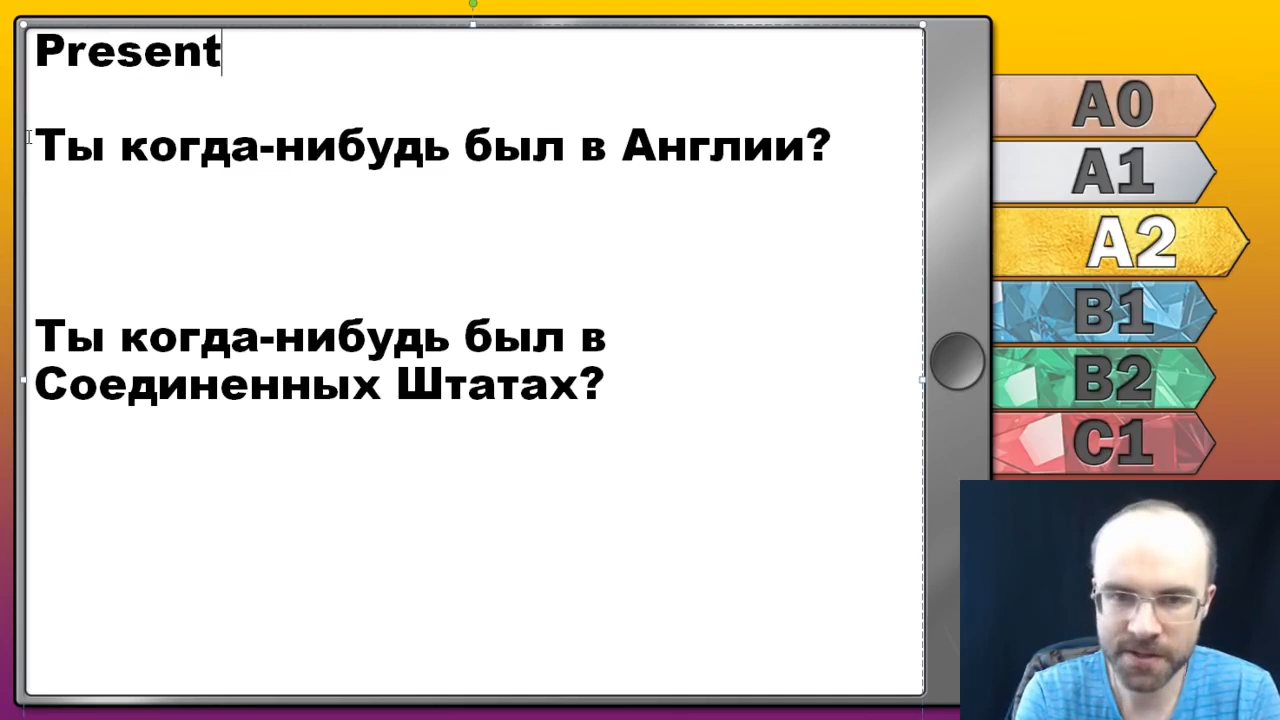 Present
Ты когда-нибудь был в Англии?
Ты когда-нибудь был в
Соединенных Штатах?
A0
A1
A2
B1
B2
C1